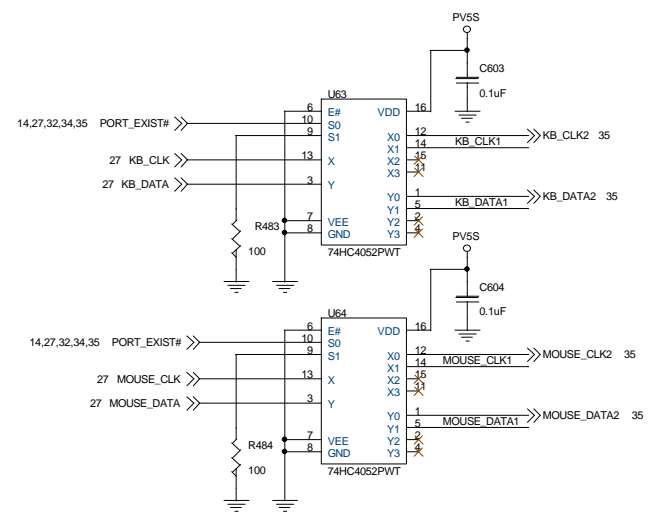 PV5S
C603
0.1uF
U63
6 E# VDD 16
14,27,32,34,35 PORT_EXIST# 10 S0
9 S1 X0 12 KB_CLK2 35
X1 14 KB_CLK1
27 KB_CLK 13 X X2 15
X3 11
27 KB_DATA 3 Y Y0 1 KB_DATA2 35
Y1 5 KB_DATA1
R483 7 VEE Y2 2
100 8 GND Y3 4
74HC4052PWT
PV5S
C604
0.1uF
U64
6 E# VDD 16
14,27,32,34,35 PORT_EXIST# 10 S0
9 S1 X0 12 MOUSE_CLK2 35
X1 14 MOUSE_CLK1
27 MOUSE_CLK 13 X X2 15
X3 11
27 MOUSE_DATA 3 Y Y0 1 MOUSE_DATA2 35
Y1 5 MOUSE_DATA1
R484 7 VEE Y2 2
100 8 GND Y3 4
74HC4052PWT